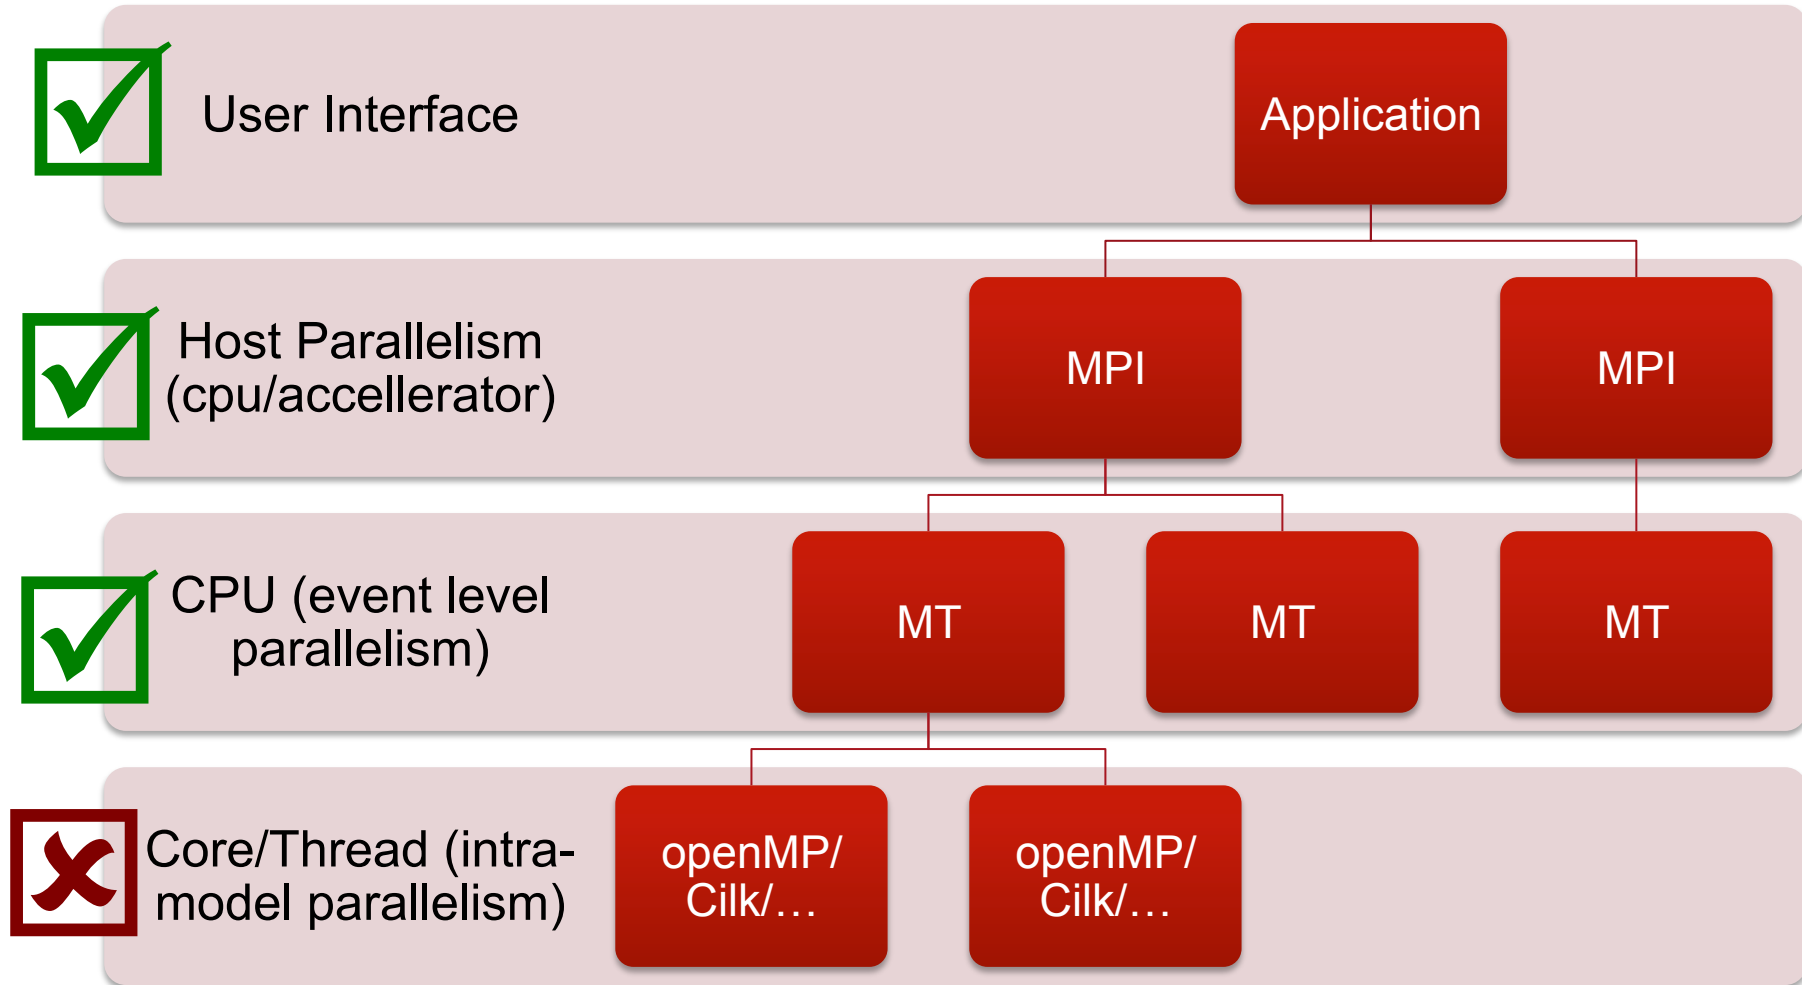 User Interface
Application
Host Parallelism
(cpu/accellerator)
MPI
MPI
CPU (event level
parallelism)
MT
MT
MT
Core/Thread (intra-
model parallelism)
openMP/
Cilk/…
openMP/
Cilk/…